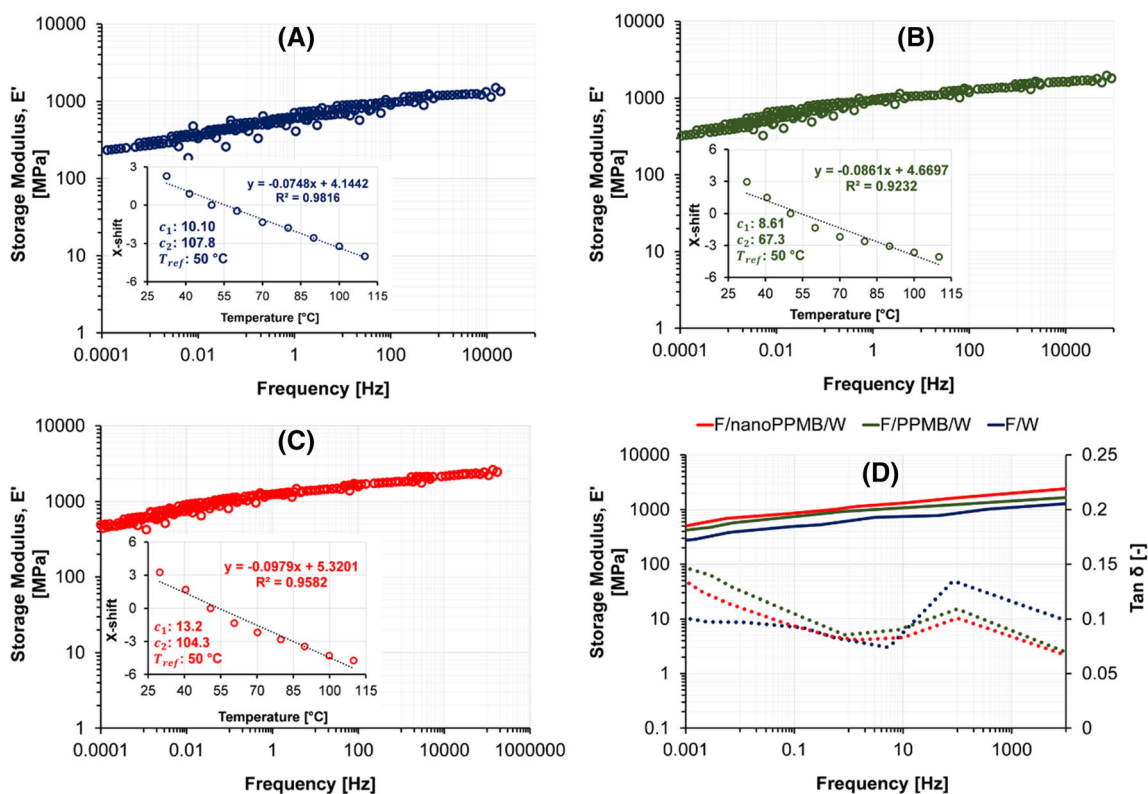 (A)
10000
1000
100
10
1
Storage Modulus, E'
[MPa]
0.0001
0.01
1
100
10000
Frequency [Hz]
3
0
-3
-6
X-shift
25
40
55
70
85
100
115
Temperature [°C]
y = -0.0748x + 4.1442
R² = 0.9816
c₁: 10.10
c₂: 107.8
T_ref: 50 °C
(B)
10000
1000
100
10
1
Storage Modulus, E'
[MPa]
0.0001
0.01
1
100
10000
Frequency [Hz]
6
3
0
-3
-6
X-shift
25
40
55
70
85
100
115
Temperature [°C]
y = -0.0861x + 4.6697
R² = 0.9232
c₁: 8.61
c₂: 67.3
T_ref: 50 °C
(C)
10000
1000
100
10
1
Storage Modulus, E'
[MPa]
0.0001
0.01
1
100
10000
1000000
Frequency [Hz]
6
3
0
-3
-6
X-shift
25
40
55
70
85
100
115
Temperature [°C]
y = -0.0979x + 5.3201
R² = 0.9582
c₁: 13.2
c₂: 104.3
T_ref: 50 °C
F/nanoPPMB/W
F/PPMB/W
F/W
(D)
10000
1000
100
10
1
0.1
Storage Modulus, E'
[MPa]
0.25
0.2
0.15
0.1
0.05
0
Tan δ [-]
0.001
0.1
10
1000
Frequency [Hz]